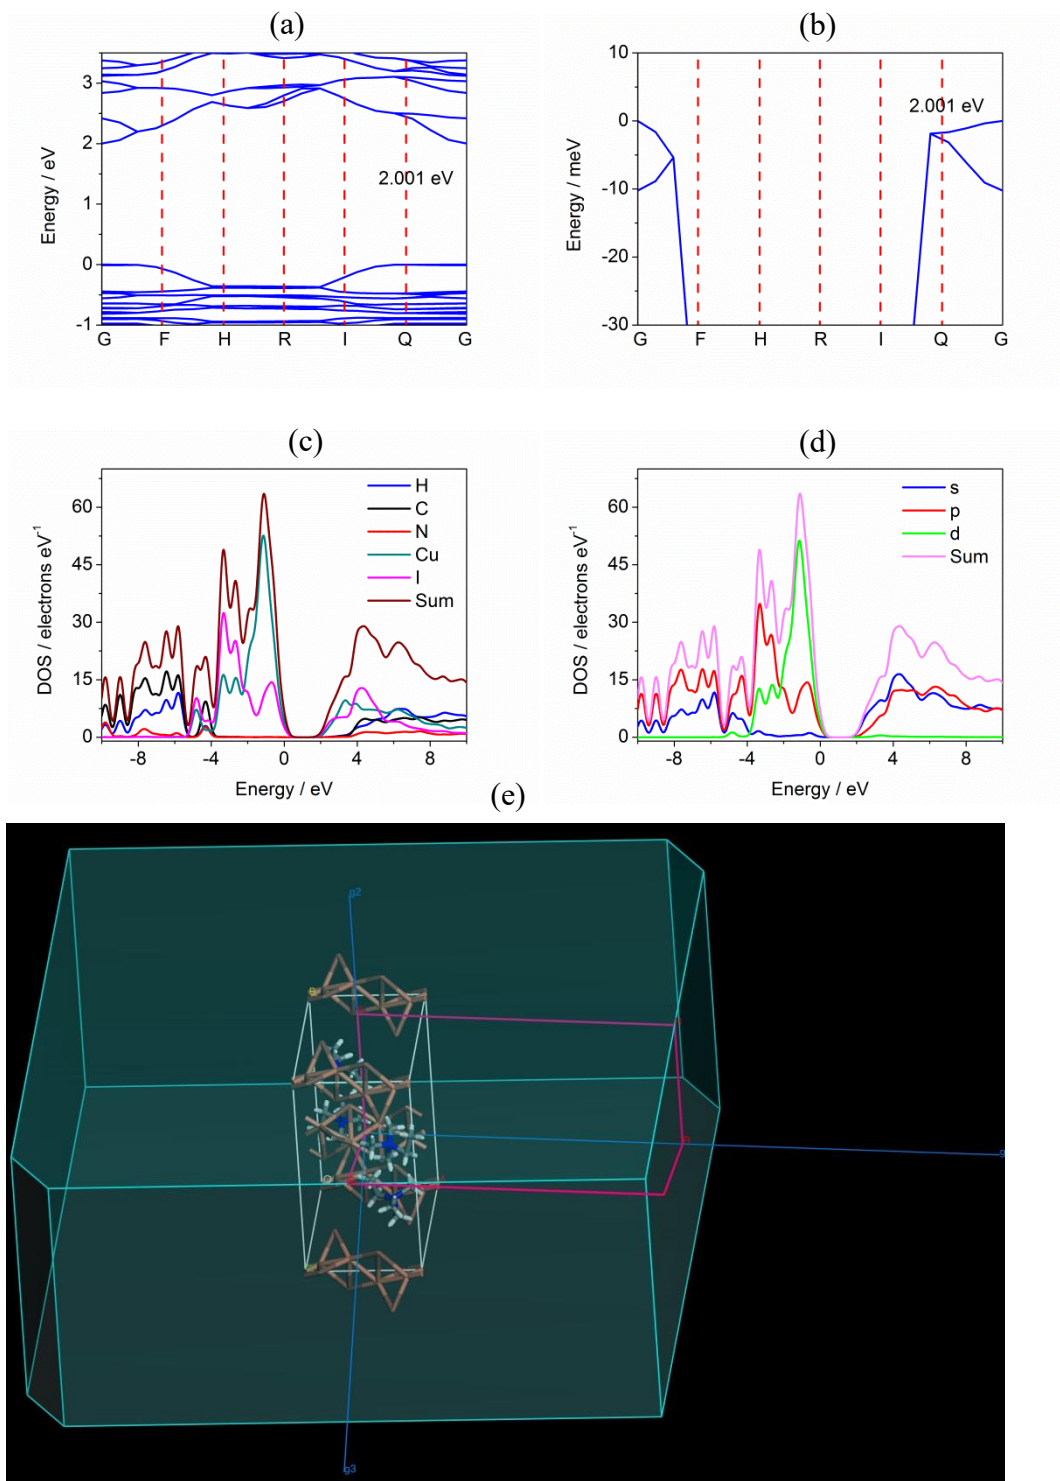 (a)
Energy / eV
3
2
1
0
-1
2.001 eV
G F H R I Q G
(b)
Energy / meV
10
0
-10
-20
-30
2.001 eV
G F H R I Q G
(c)
DOS / electrons eV⁻¹
60
45
30
15
0
H
C
N
Cu
I
Sum
-8 -4 0 4 8
Energy / eV
(d)
DOS / electrons eV⁻¹
60
45
30
15
0
s
p
d
Sum
-8 -4 0 4 8
Energy / eV
(e)
g2
g3